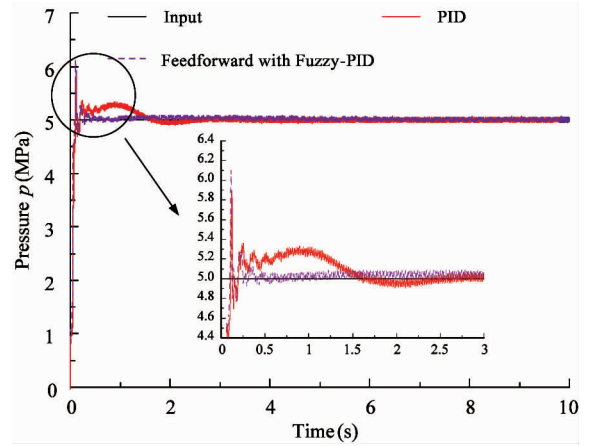 Input
PID
Feedforward with Fuzzy-PID
7
6
5
4
3
2
1
0
Pressure p (MPa)
6.4
6.2
6.0
5.8
5.6
5.4
5.2
5.0
4.8
4.6
4.4
0 0.5 1 1.5 2 2.5 3
0 2 4 6 8 10
Time (s)